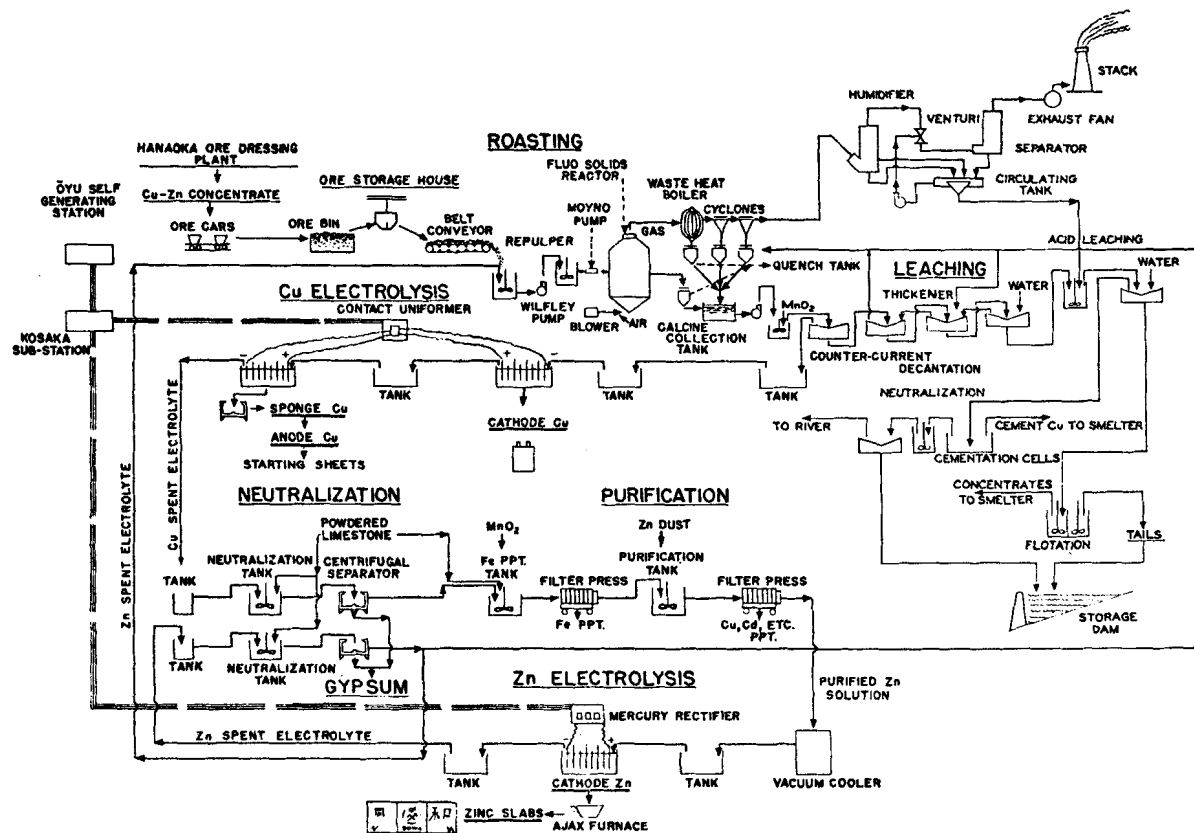 STACK
HUMIDIFIER
VENTURI
EXHAUST FAN
SEPARATOR
CIRCULATING
TANK
ROASTING
HANAOKA ORE DRESSING
PLANT
Cu-Zn CONCENTRATE
ŌYU SELF
GENERATING
STATION
ORE STORAGE HOUSE
ORE CARS
ORE BIN
BELT
CONVEYOR
REPULPER
FLUO SOLIDS
REACTOR
MOYNO
PUMP
GAS
WASTE HEAT
BOILER
CYCLONES
WILFLEY
PUMP
BLOWER
AIR
QUENCH TANK
CALCINE
COLLECTION
TANK
ACID LEACHING
LEACHING
WATER
THICKENER
WATER
MnO2
COUNTER-CURRENT
DECANTATION
Cu ELECTROLYSIS
CONTACT UNIFORMER
KOSAKA
SUB-STATION
- +
+ -
TANK
TANK
TANK
SPONGE Cu
ANODE Cu
STARTING SHEETS
CATHODE Cu
NEUTRALIZATION
TO RIVER
CEMENT Cu TO SMELTER
CEMENTATION CELLS
CONCENTRATES
TO SMELTER
FLOTATION
TAILS
STORAGE
DAM
Zn SPENT ELECTROLYTE
Cu SPENT ELECTROLYTE
NEUTRALIZATION
PURIFICATION
POWDERED
LIMESTONE
NEUTRALIZATION
TANK
CENTRIFUGAL
SEPARATOR
TANK
MnO2
Fe PPT.
TANK
FILTER PRESS
Fe PPT.
Zn DUST
PURIFICATION
TANK
FILTER PRESS
Cu, Cd, ETC.
PPT.
TANK
NEUTRALIZATION
TANK
GYPSUM
Zn ELECTROLYSIS
PURIFIED Zn
SOLUTION
MERCURY RECTIFIER
Zn SPENT ELECTROLYTE
- +
TANK
CATHODE Zn
TANK
VACUUM COOLER
ZINC SLABS
AJAX FURNACE